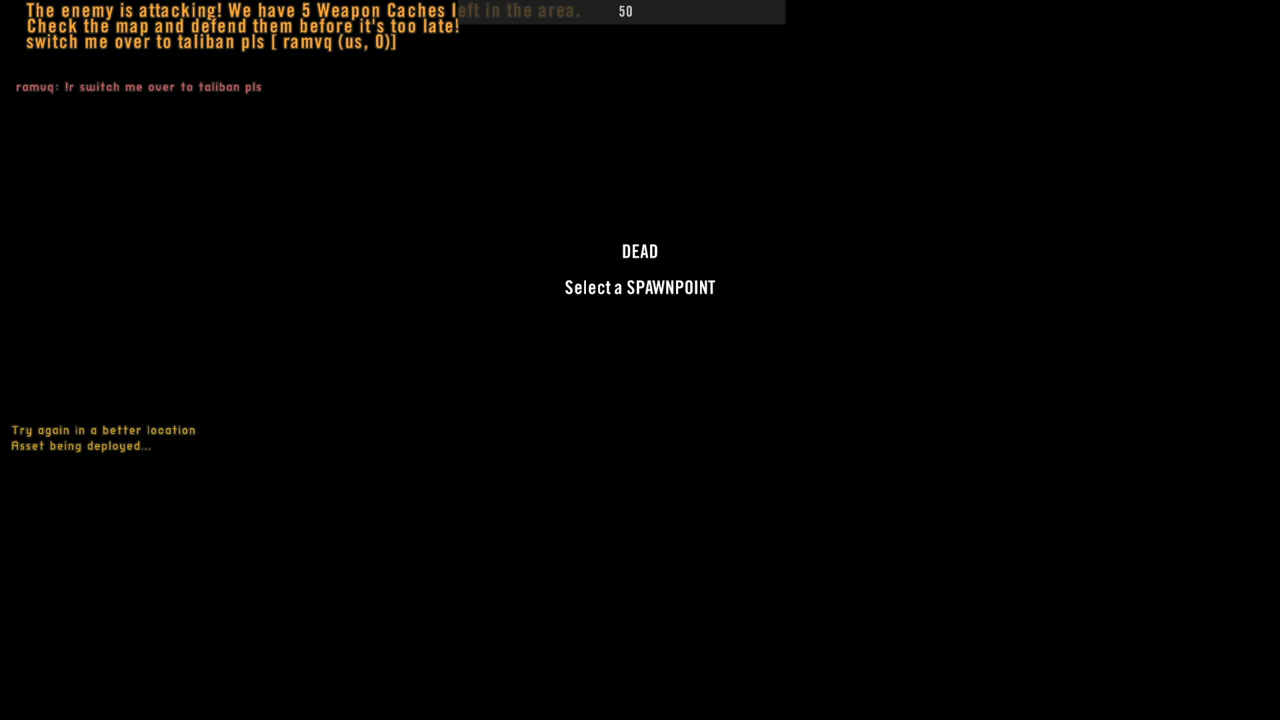 The enemy is attacking! We have 5 Weapon Caches left in the area.
50
Check the map and defend them before it's too late!
switch me over to taliban pls [ ramvq (us, 0)]
ramvq: !r switch me over to taliban pls
DEAD
Select a SPAWNPOINT
Try again in a better location
Asset being deployed...